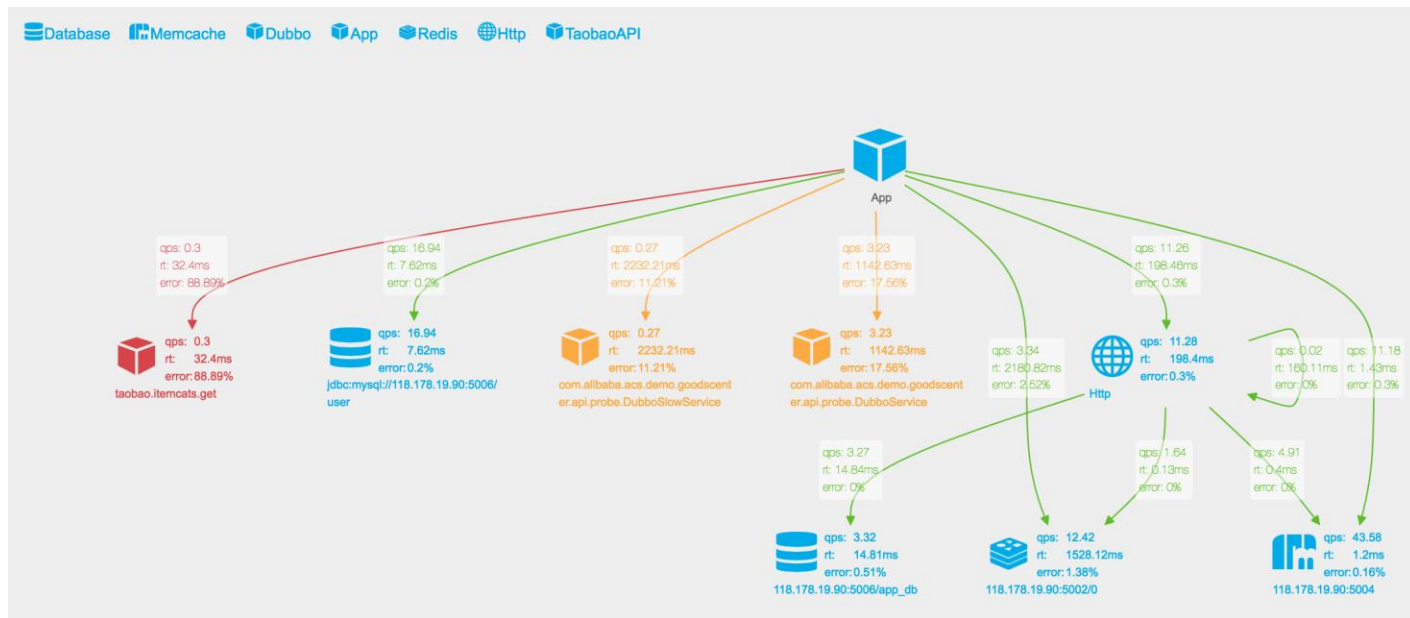 Database Memcache Dubbo App Redis Http TaobaoAPI
App
qps: 0.3
rt: 32.4ms
error: 88.89%
qps: 16.94
rt: 7.62ms
error: 0.2%
qps: 0.27
rt: 2232.21ms
error: 11.21%
qps: 3.23
rt: 1142.63ms
error: 17.56%
qps: 11.26
rt: 198.46ms
error: 0.3%
qps: 0.3
rt: 32.4ms
error: 88.89%
taobao.itemcats.get
qps: 16.94
rt: 7.62ms
error: 0.2%
jdbc:mysql://118.178.19.90:5006/
user
qps: 0.27
rt: 2232.21ms
error: 11.21%
com.alibaba.acs.demo.goodscent
er.api.probe.DubboSlowService
qps: 3.23
rt: 1142.63ms
error: 17.56%
com.alibaba.acs.demo.goodscent
er.api.probe.DubboService
qps: 3.34
rt: 2180.82ms
error: 2.52%
qps: 11.28
rt: 198.4ms
error: 0.3%
Http
qps: 0.02
rt: 160.11ms
error: 0%
qps: 11.18
rt: 1.43ms
error: 0.3%
qps: 3.27
rt: 14.84ms
error: 0%
qps: 1.64
rt: 0.13ms
error: 0%
qps: 4.91
rt: 0.4ms
error: 0%
qps: 3.32
rt: 14.81ms
error: 0.51%
118.178.19.90:5006/app_db
qps: 12.42
rt: 1528.12ms
error: 1.38%
118.178.19.90:5002/0
qps: 43.58
rt: 1.2ms
error: 0.16%
118.178.19.90:5004